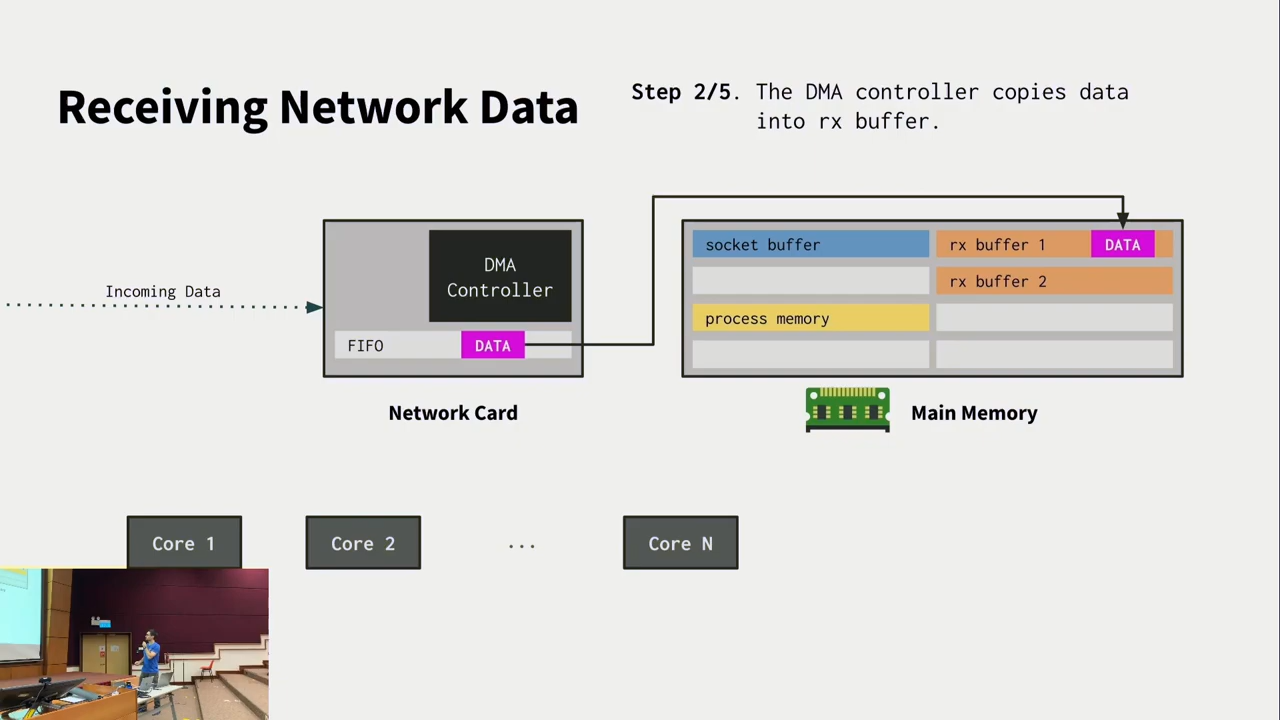 Receiving Network Data
Step 2/5. The DMA controller copies data
into rx buffer.
Incoming Data
DMA
Controller
FIFO
DATA
Network Card
socket buffer
rx buffer 1
DATA
rx buffer 2
process memory
Main Memory
Core 1
Core 2
...
Core N